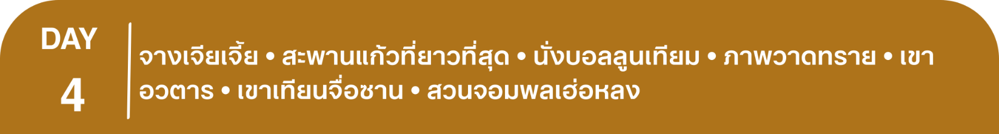 DAY
4
จางเจียเจี้ย • สะพานแก้วที่ยาวที่สุด • นั่งบอลลูนเทียม • ภาพวาดทราย • เขา
อวตาร • เขาเทียนจื่อซาน • สวนจอมพลเฮ่อหลง